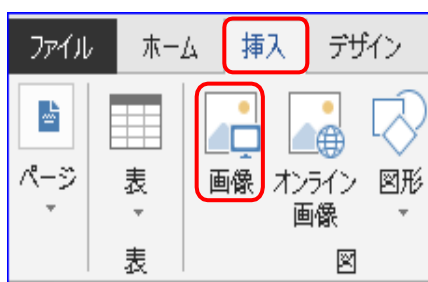 ファイル ホーム 挿入 デザイン
ページ 表 画像 オンライン 図形
画像
表 図